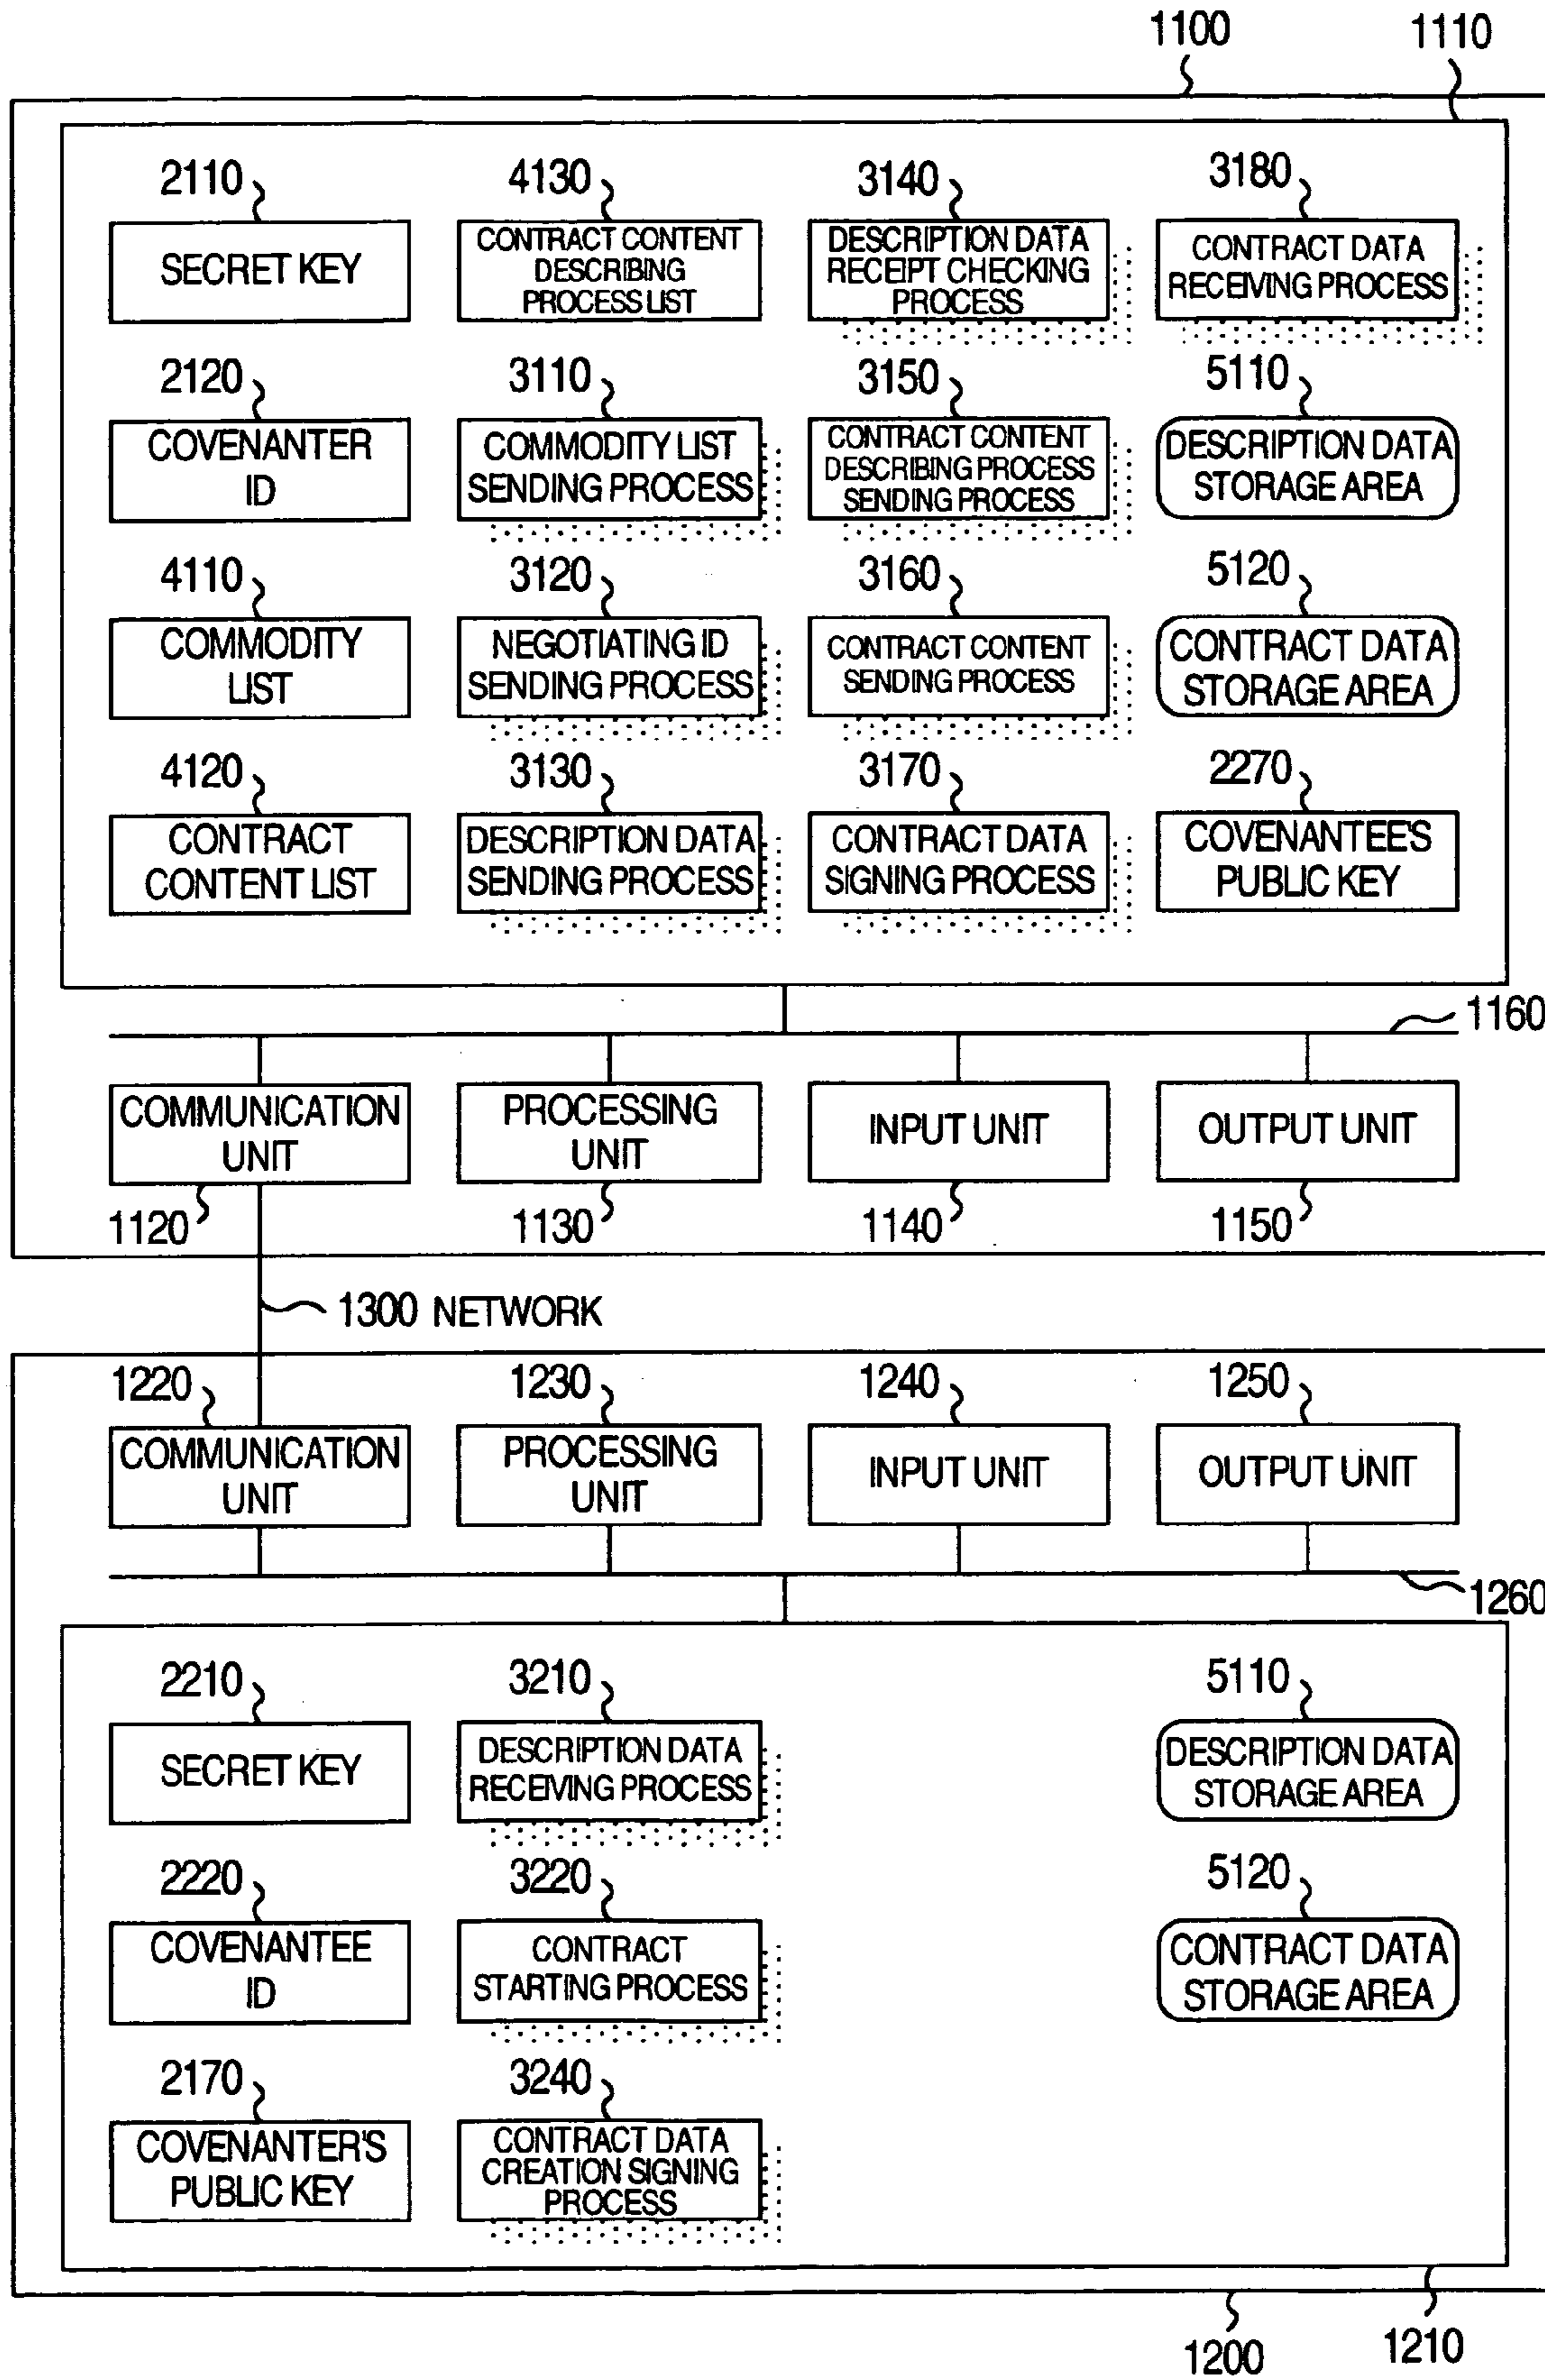 1100 1110
2110 4130 3140 3180
SECRET KEY
CONTRACT CONTENT
DESCRIBING
PROCESS LIST
DESCRIPTION DATA
RECEIPT CHECKING
PROCESS
CONTRACT DATA
RECEIVING PROCESS
2120 3110 3150 5110
COVENANTER
ID
COMMODITY LIST
SENDING PROCESS
CONTRACT CONTENT
DESCRIBING PROCESS
SENDING PROCESS
DESCRIPTION DATA
STORAGE AREA
4110 3120 3160 5120
COMMODITY
LIST
NEGOTIATING ID
SENDING PROCESS
CONTRACT CONTENT
SENDING PROCESS
CONTRACT DATA
STORAGE AREA
4120 3130 3170 2270
CONTRACT
CONTENT LIST
DESCRIPTION DATA
SENDING PROCESS
CONTRACT DATA
SIGNING PROCESS
COVENANTEE'S
PUBLIC KEY
1160
COMMUNICATION
UNIT
PROCESSING
UNIT
INPUT UNIT
OUTPUT UNIT
1120 1130 1140 1150
1300 NETWORK
1220 1230 1240 1250
COMMUNICATION
UNIT
PROCESSING
UNIT
INPUT UNIT
OUTPUT UNIT
1260
2210 3210 5110
SECRET KEY
DESCRIPTION DATA
RECEIVING PROCESS
DESCRIPTION DATA
STORAGE AREA
2220 3220 5120
COVENANTEE
ID
CONTRACT
STARTING PROCESS
CONTRACT DATA
STORAGE AREA
2170 3240
COVENANTER'S
PUBLIC KEY
CONTRACT DATA
CREATION SIGNING
PROCESS
1200 1210